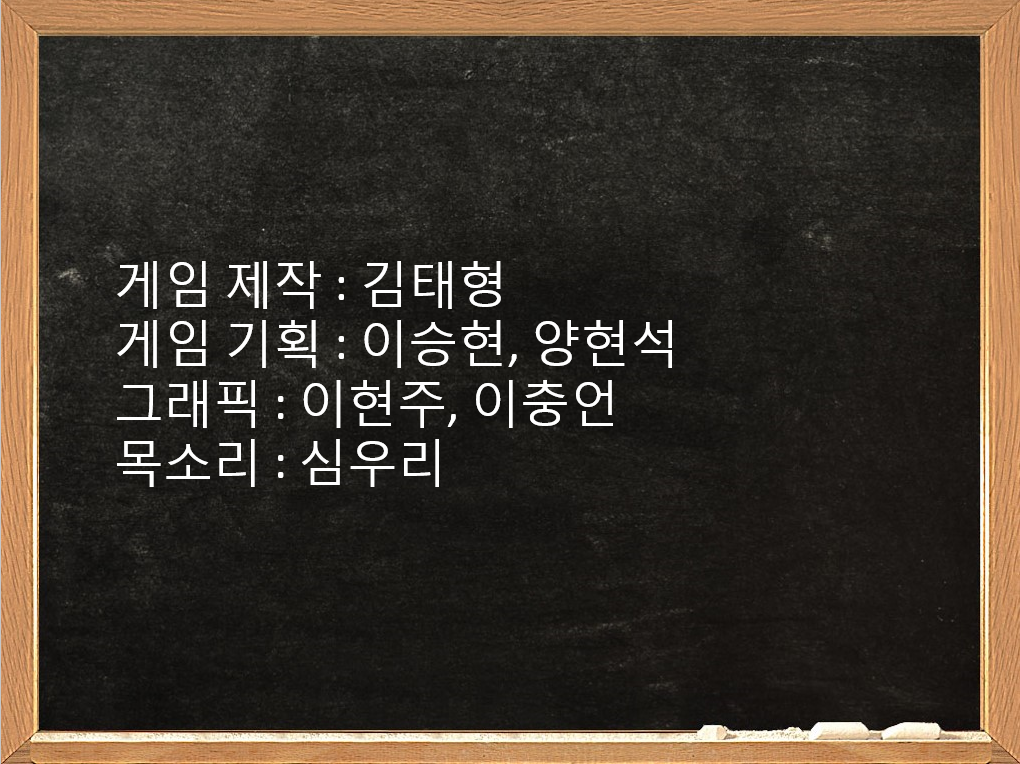 게임 제작 : 김태형
게임 기획 : 이승현, 양현석
그래픽 : 이현주, 이충언
목소리 : 심우리